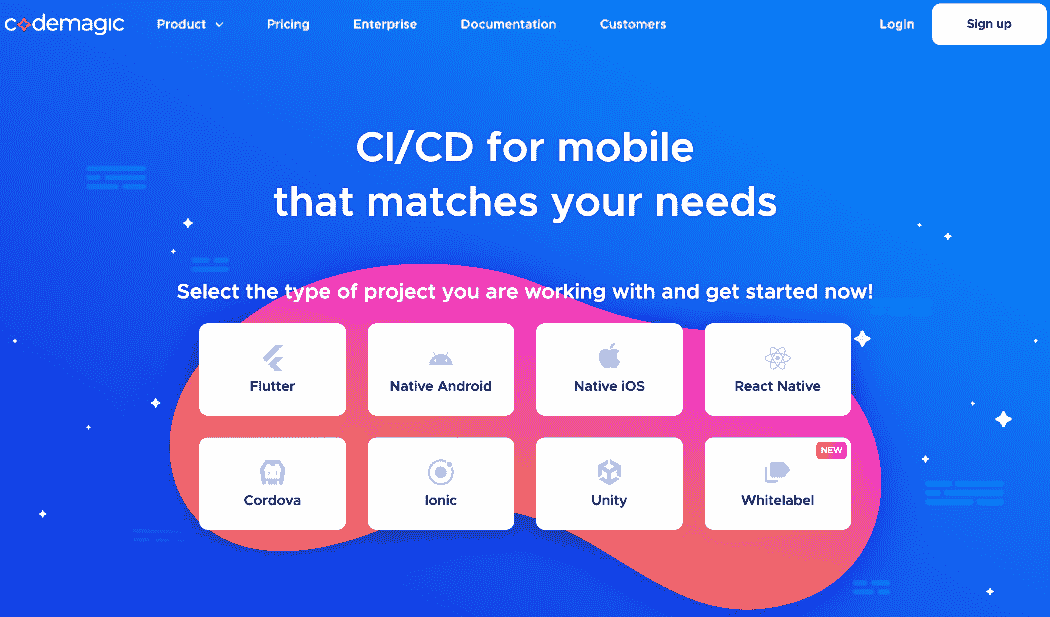 codemagic
Product
Pricing
Enterprise
Documentation
Customers
Login
Sign up
CI/CD for mobile
that matches your needs
Select the type of project you are working with and get started now!
Flutter
Native Android
Native iOS
React Native
Cordova
Ionic
Unity
NEW
Whitelabel